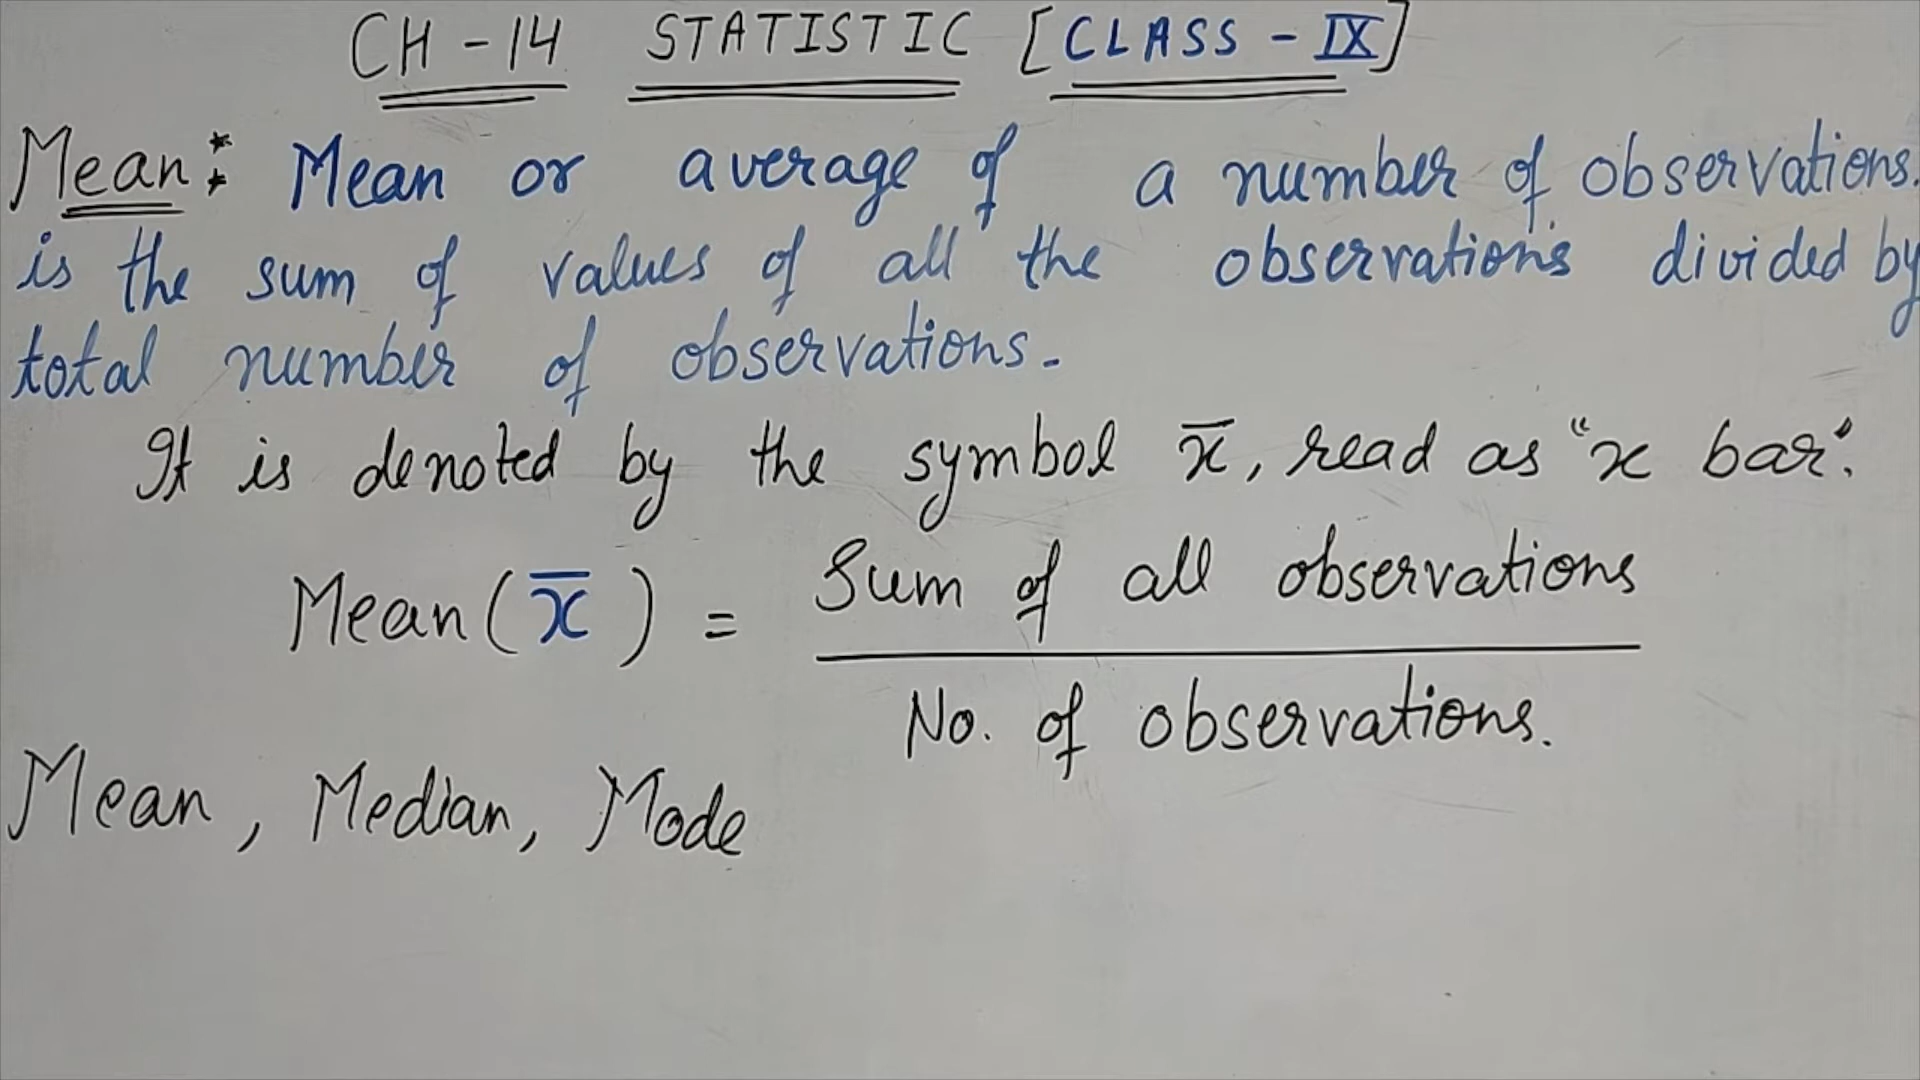 CH-14 STATISTIC [CLASS-IX]
Mean: Mean or average of a number of observations.
is the sum of values of all the observations divided by
total number of observations.
It is denoted by the symbol x̅, read as "x bar".
Mean (x̅) = Sum of all observations
No. of observations.
Mean, Median, Mode